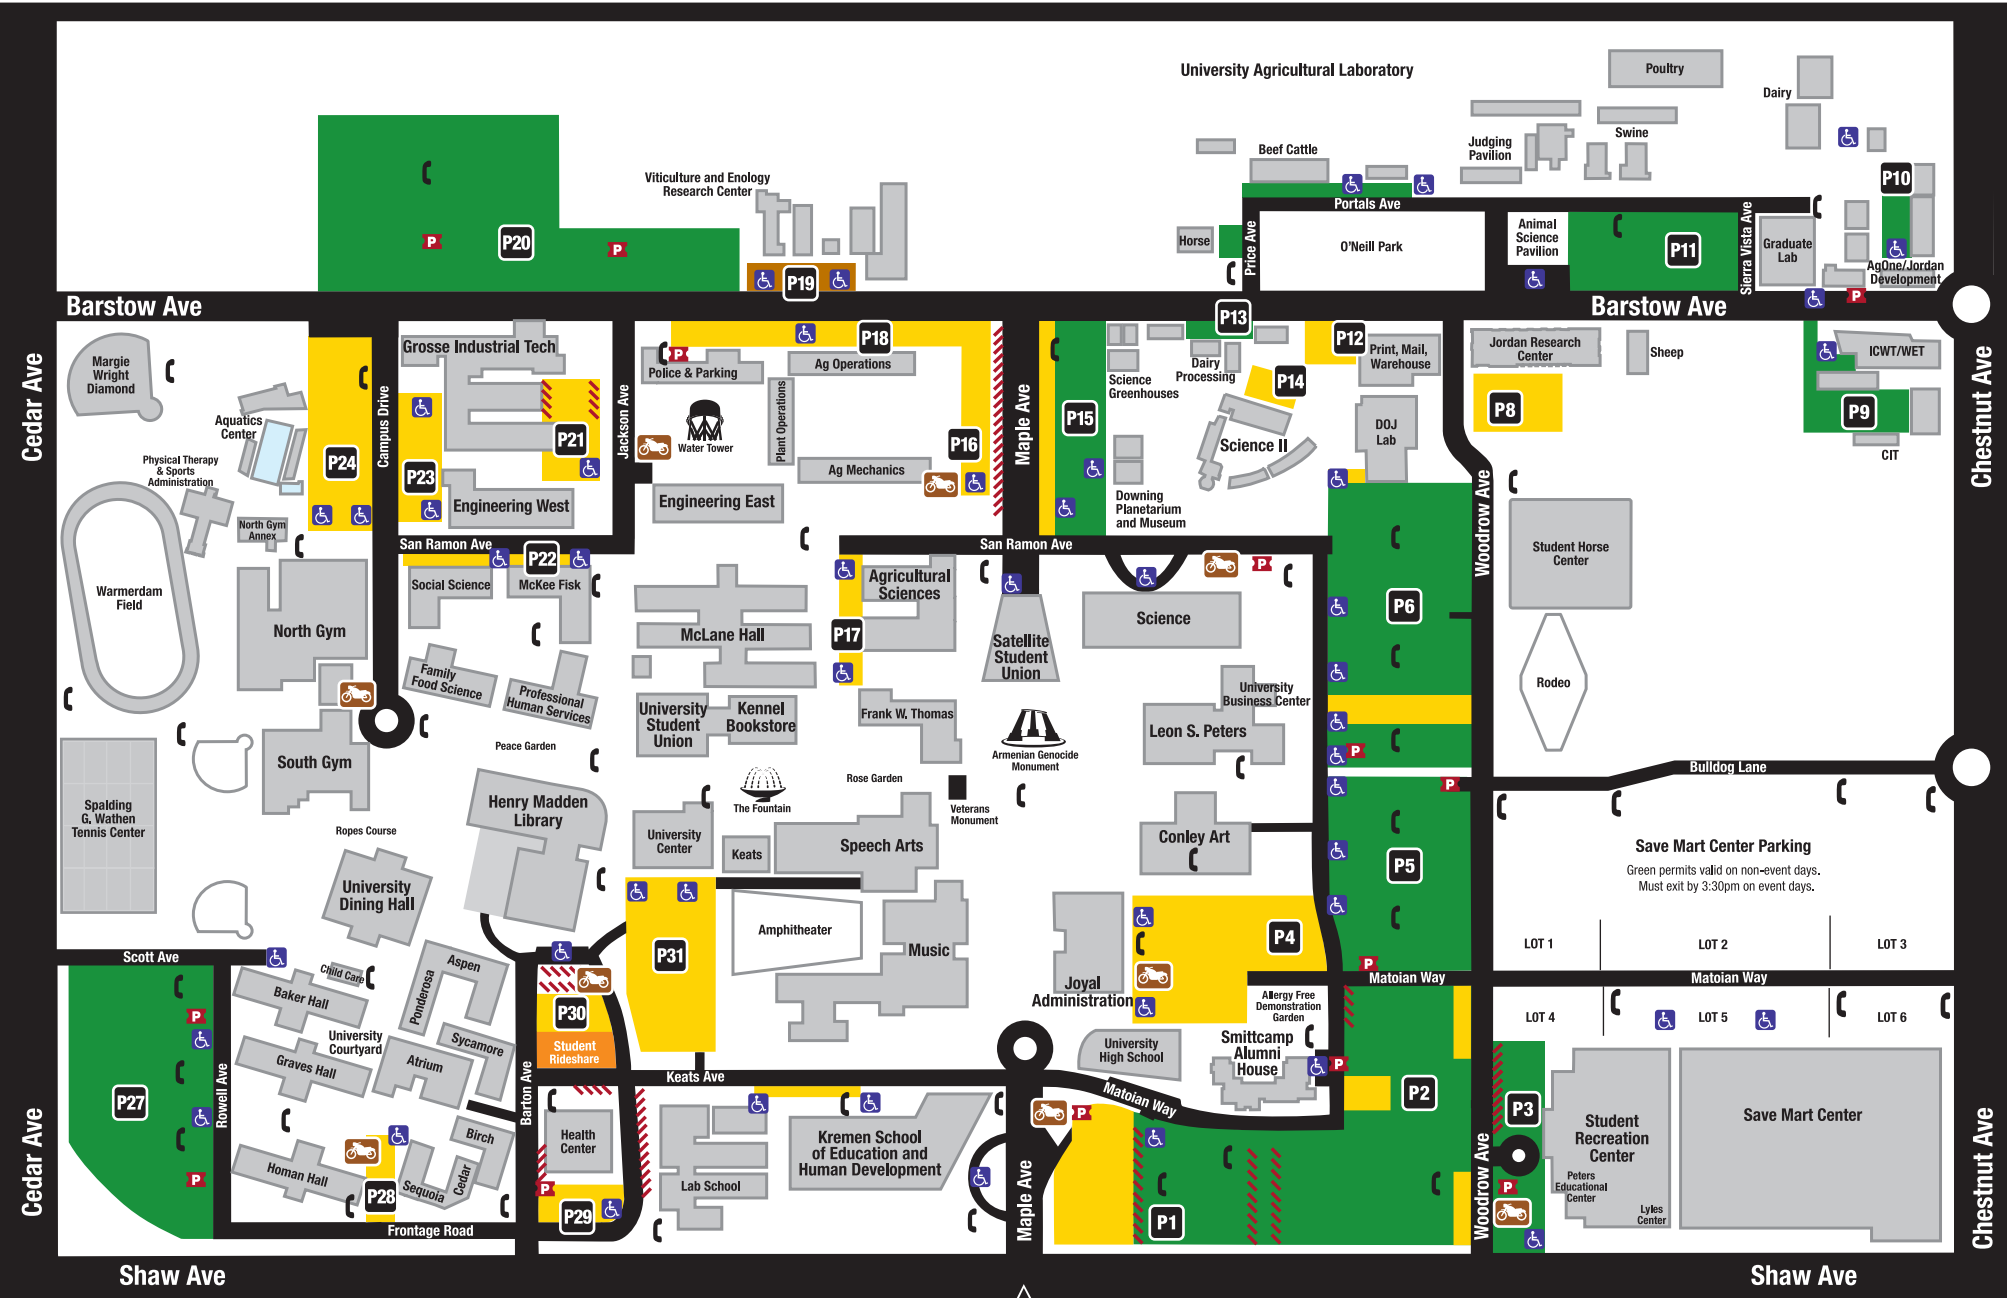 University Agricultural Laboratory
Poultry
Dairy
Swine
Judging
Pavilion
Beef Cattle
Viticulture and Enology
Research Center
P10
Portals Ave
P20
P
P
P19
Horse
Price Ave
O'Neill Park
Animal
Science
Pavilion
P11
Sierra Vista Ave
Graduate
Lab
AgOne/Jordan
Development
P
Barstow Ave
Barstow Ave
Cedar Ave
Chestnut Ave
Margie
Wright
Diamond
Aquatics
Center
Physical Therapy
& Sports
Administration
North Gym
Annex
P24
Campus Drive
Grosse Industrial Tech
P21
P23
Engineering West
Jackson Ave
P
Police & Parking
P18
Ag Operations
Water Tower
Plant Operations
P16
Ag Mechanics
Engineering East
Maple Ave
P15
P13
Science
Greenhouses
Dairy
Processing
P12
Print, Mail,
Warehouse
P14
Science II
DOJ
Lab
Downing
Planetarium
and Museum
Jordan Research
Center
Sheep
P8
ICWT/WET
P9
CIT
Woodrow Ave
San Ramon Ave
P22
San Ramon Ave
P
Warmerdam
Field
North Gym
Social Science
McKee Fisk
Family
Food Science
Professional
Human Services
McLane Hall
Agricultural
Sciences
P17
Satellite
Student
Union
Science
University
Business Center
Leon S. Peters
P6
Student Horse
Center
Rodeo
University
Student
Union
Kennel
Bookstore
Frank W. Thomas
Armenian Genocide
Monument
P
South Gym
Peace Garden
Spalding
G. Wathen
Tennis Center
Henry Madden
Library
The Fountain
Rose Garden
Veterans
Monument
Bulldog Lane
P
Ropes Course
University
Center
Keats
Speech Arts
Conley Art
P5
Save Mart Center Parking
Green permits valid on non-event days.
Must exit by 3:30pm on event days.
LOT 1
LOT 2
LOT 3
University
Dining Hall
P31
Amphitheater
Music
P4
P
Scott Ave
Matoian Way
Matoian Way
Child Care
Aspen
Ponderosa
Baker Hall
P30
Student
Rideshare
Joyal
Administration
Allergy Free
Demonstration
Garden
LOT 4
LOT 5
LOT 6
P
University
Courtyard
Sycamore
Atrium
Graves Hall
Rowell Ave
P27
Barton Ave
Keats Ave
University
High School
Smittcamp
Alumni
House
P
P2
Matoian Way
P
P3
Student
Recreation
Center
Save Mart Center
Cedar Ave
Chestnut Ave
Health
Center
Birch
Homan Hall
Sequoia
Cedar
P28
P
P
P29
Lab School
Kremen School
of Education and
Human Development
Maple Ave
P1
Woodrow Ave
P
Peters
Educational
Center
Lyles
Center
Frontage Road
Shaw Ave
Shaw Ave